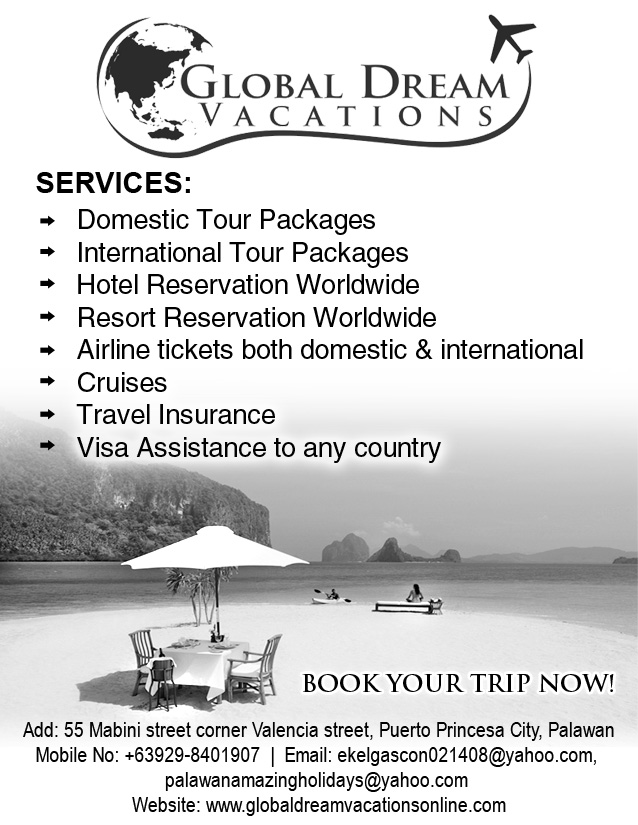 GLOBAL DREAM
VACATIONS
SERVICES:
Domestic Tour Packages
International Tour Packages
Hotel Reservation Worldwide
Resort Reservation Worldwide
Airline tickets both domestic & international
Cruises
Travel Insurance
Visa Assistance to any country
BOOK YOUR TRIP NOW!
Add: 55 Mabini street corner Valencia street, Puerto Princesa City, Palawan
Mobile No: +63929-8401907 | Email: ekelgascon021408@yahoo.com,
palawanamazingholidays@yahoo.com
Website: www.globaldreamvacationsonline.com